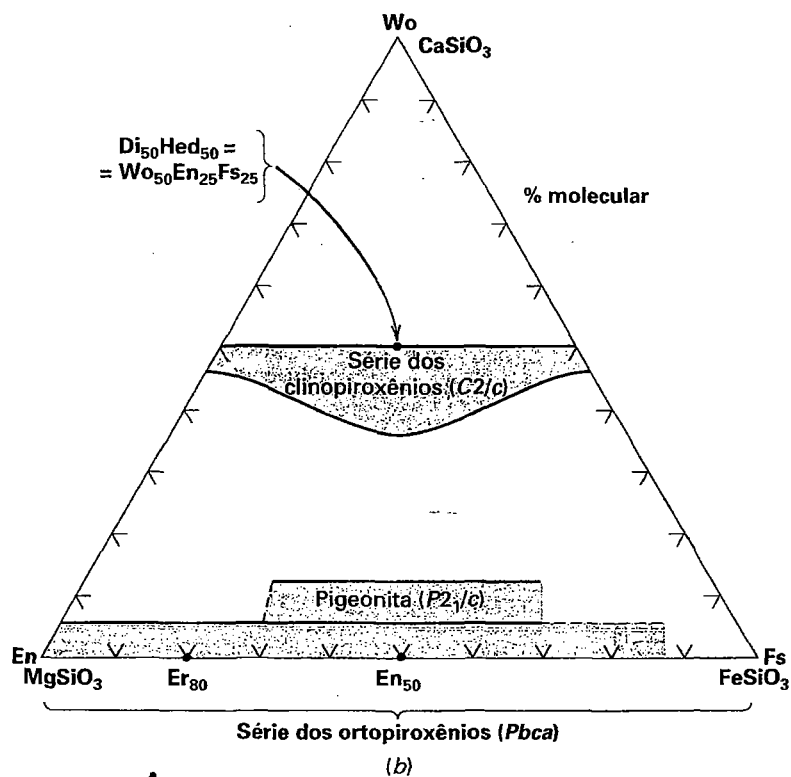 Wo
CaSiO₃
Di₅₀Hed₅₀ =
= Wo₅₀En₂₅Fs₂₅
% molecular
Série dos
clinopiroxênios (C2/c)
Pigeonita (P2₁/c)
En
MgSiO₃
Er₈₀
En₅₀
Fs
FeSiO₃
Série dos ortopiroxênios (Pbca)
(b)